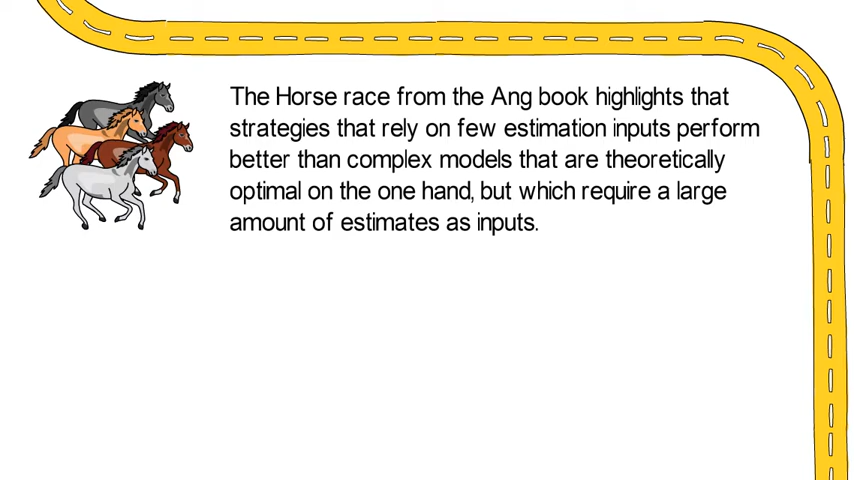 The Horse race from the Ang book highlights that
strategies that rely on few estimation inputs perform
better than complex models that are theoretically
optimal on the one hand, but which require a large
amount of estimates as inputs.